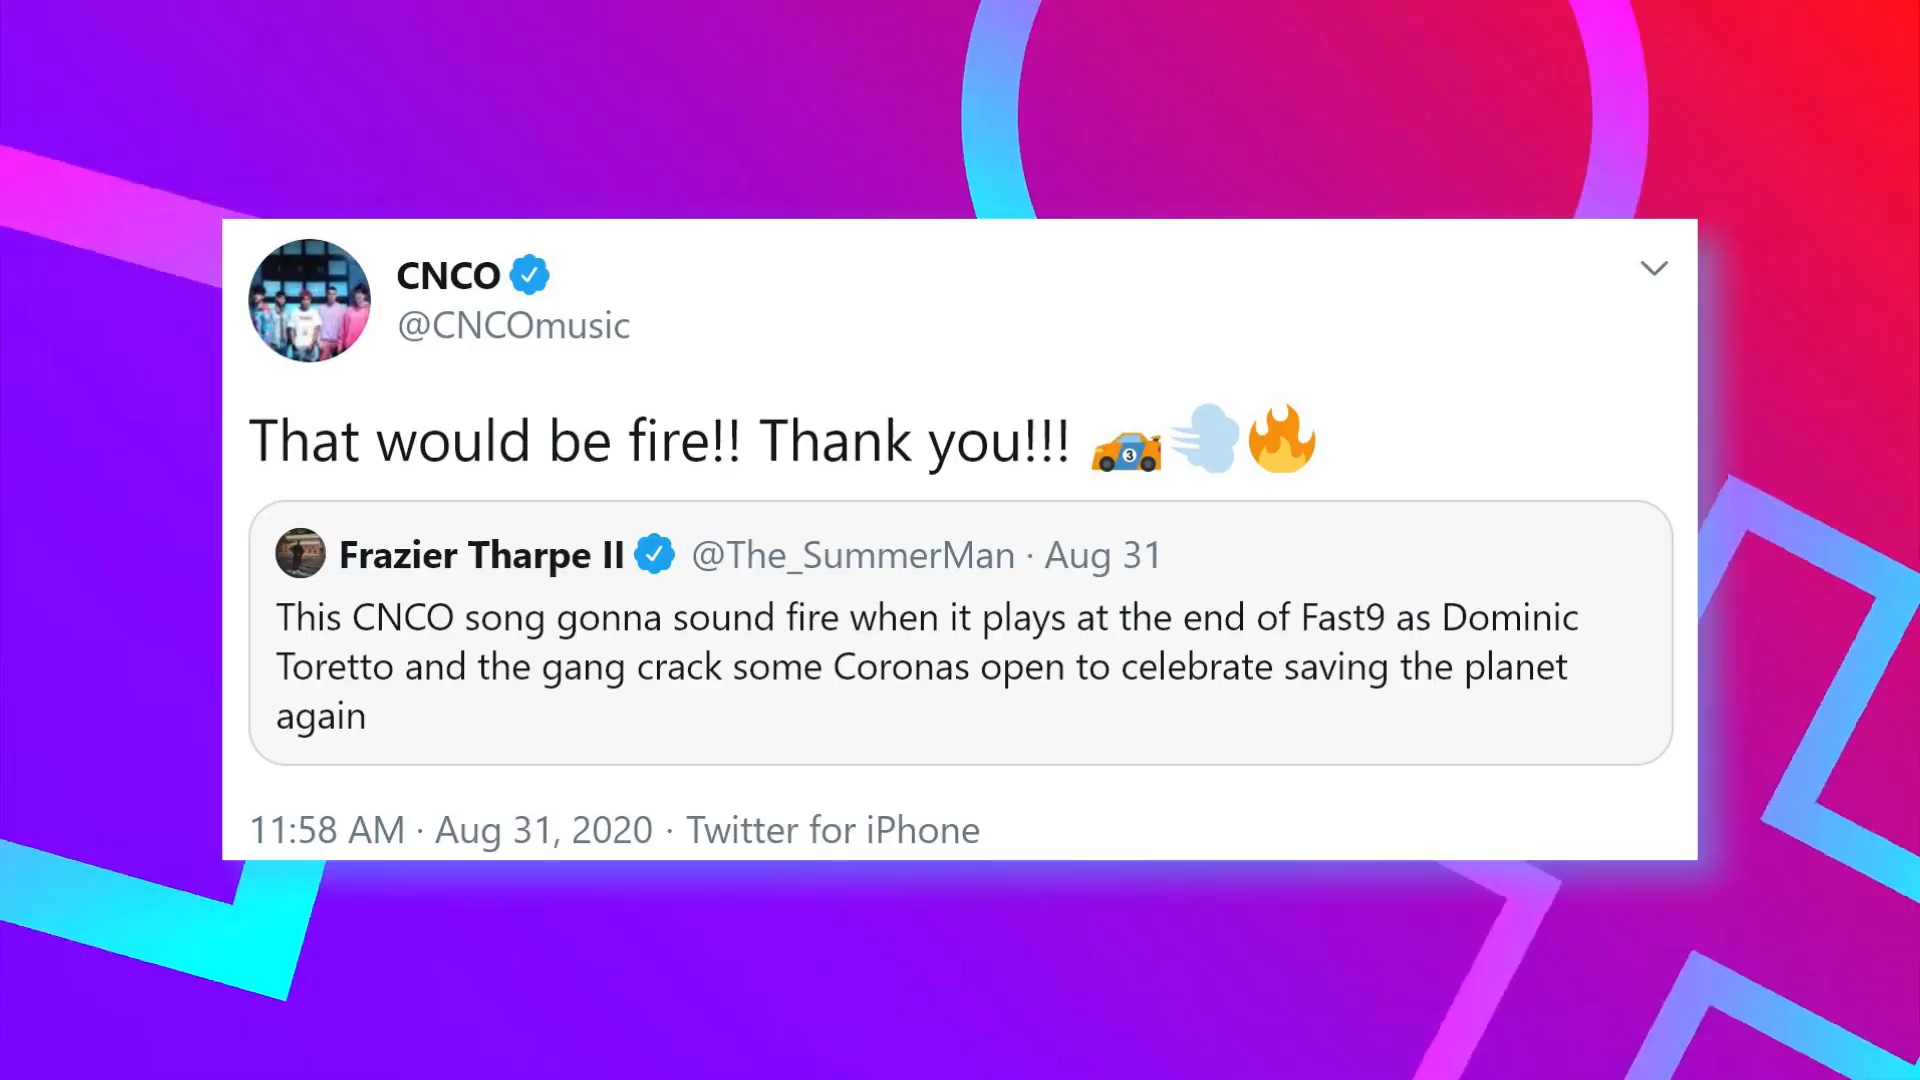 CNCO
@CNCOmusic
That would be fire!! Thank you!!! 🏎💨🔥
3
Frazier Tharpe II @The_SummerMan · Aug 31
This CNCO song gonna sound fire when it plays at the end of Fast9 as Dominic
Toretto and the gang crack some Coronas open to celebrate saving the planet
again
11:58 AM · Aug 31, 2020 · Twitter for iPhone